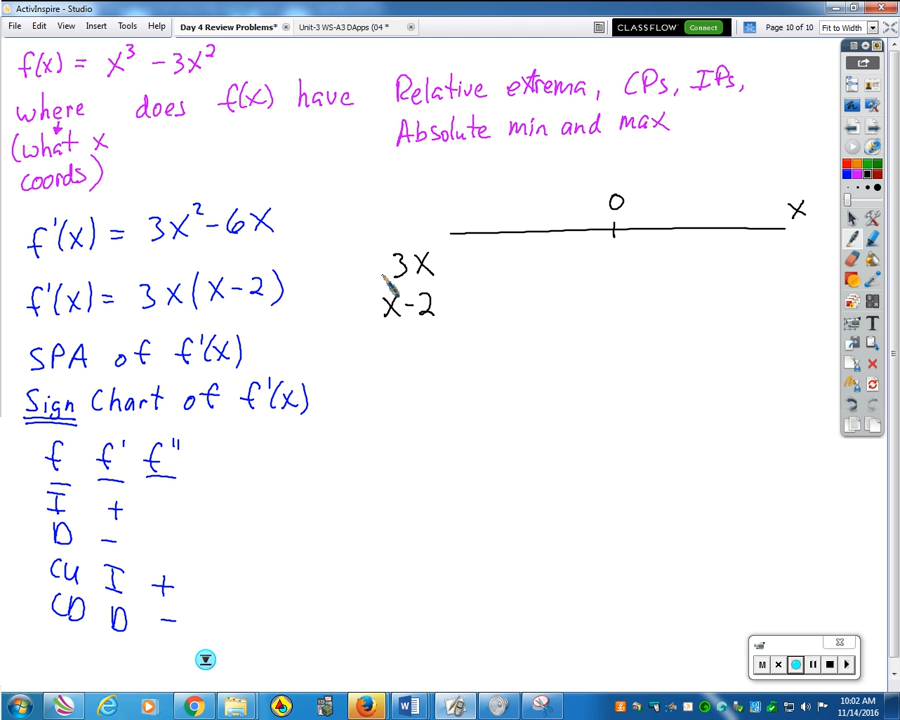 ActivInspire - Studio
File Edit View Insert Tools Help
Day 4 Review Problems*
Unit-3 WS-A3 DApps (04 *
CLASSFLOW Connect
Page 10 of 10
Fit to Width
f(x) = x³ - 3x²
where does f(x) have Relative extrema, CPs, IPs,
(what x coords)
Absolute min and max
f'(x) = 3x² - 6x
f'(x) = 3x(x-2)
SPA of f'(x)
Sign Chart of f'(x)
f f' f"
I +
D -
CU I +
CD D -
0 x
3x
x-2
M
10:02 AM
11/14/2016